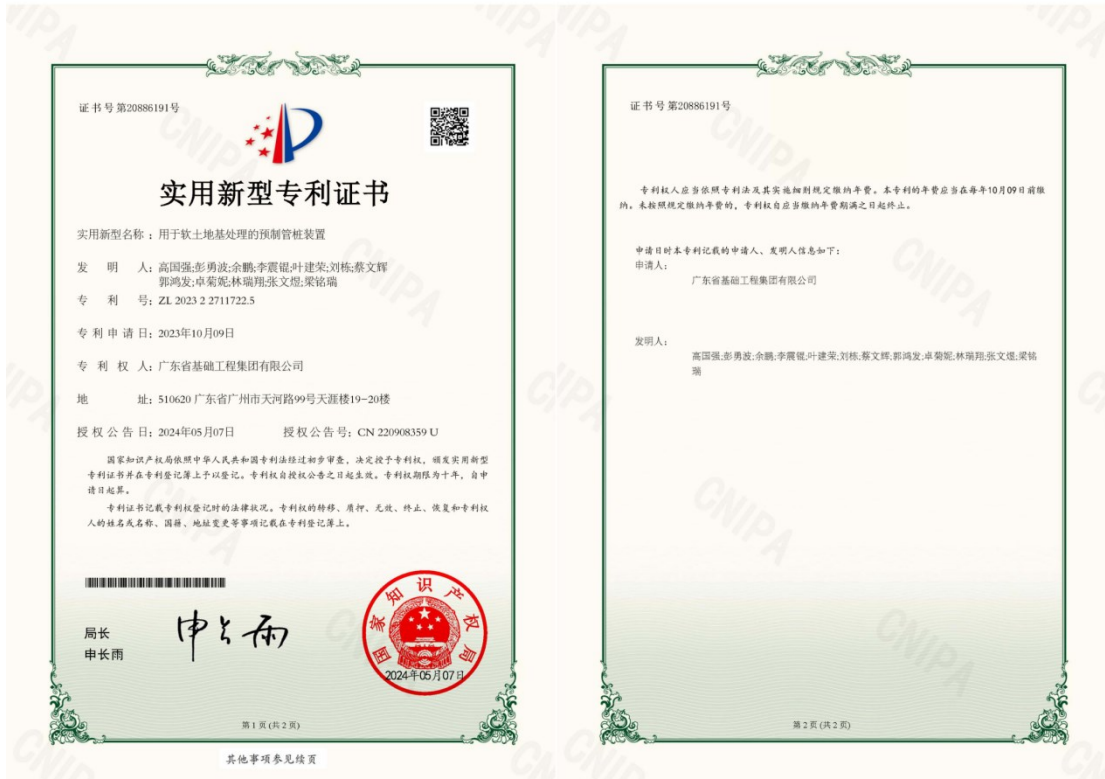 证书号第20886191号
实用新型专利证书
实用新型名称：用于软土地基处理的预制管桩装置
发明人：高国强;彭勇波;余鹏;李震锟;叶建荣;刘栋;蔡文辉
郭鸿发;卓菊妮;林瑞翔;张文煜;梁铭瑞
专利号：ZL 2023 2 2711722.5
专利申请日：2023年10月09日
专利权人：广东省基础工程集团有限公司
地址：510620 广东省广州市天河路99号天涯楼19-20楼
授权公告日：2024年05月07日 授权公告号：CN 220908359 U
国家知识产权局依照中华人民共和国专利法经过初步审查，决定授予专利权，颁发实用新型
专利证书并在专利登记簿上予以登记。专利权自授权公告之日起生效。专利权期限为十年，自申
请日起算。
专利证书记载专利权登记时的法律状况。专利权的转移、质押、无效、终止、恢复和专利权
人的姓名或名称、国籍、地址变更等事项记载在专利登记簿上。
局长
申长雨
申长雨
国家知识产权局
2024年05月07日
第1页(共2页)
其他事项参见续页
证书号第20886191号
专利权人应当依照专利法及其实施细则规定缴纳年费。本专利的年费应当在每年10月09日前缴
纳。未按照规定缴纳年费的，专利权自应当缴纳年费期满之日起终止。
申请日时本专利记载的申请人、发明人信息如下：
申请人：
广东省基础工程集团有限公司
发明人：
高国强;彭勇波;余鹏;李震锟;叶建荣;刘栋;蔡文辉;郭鸿发;卓菊妮;林瑞翔;张文煜;梁铭
瑞
第2页(共2页)
CNIPA